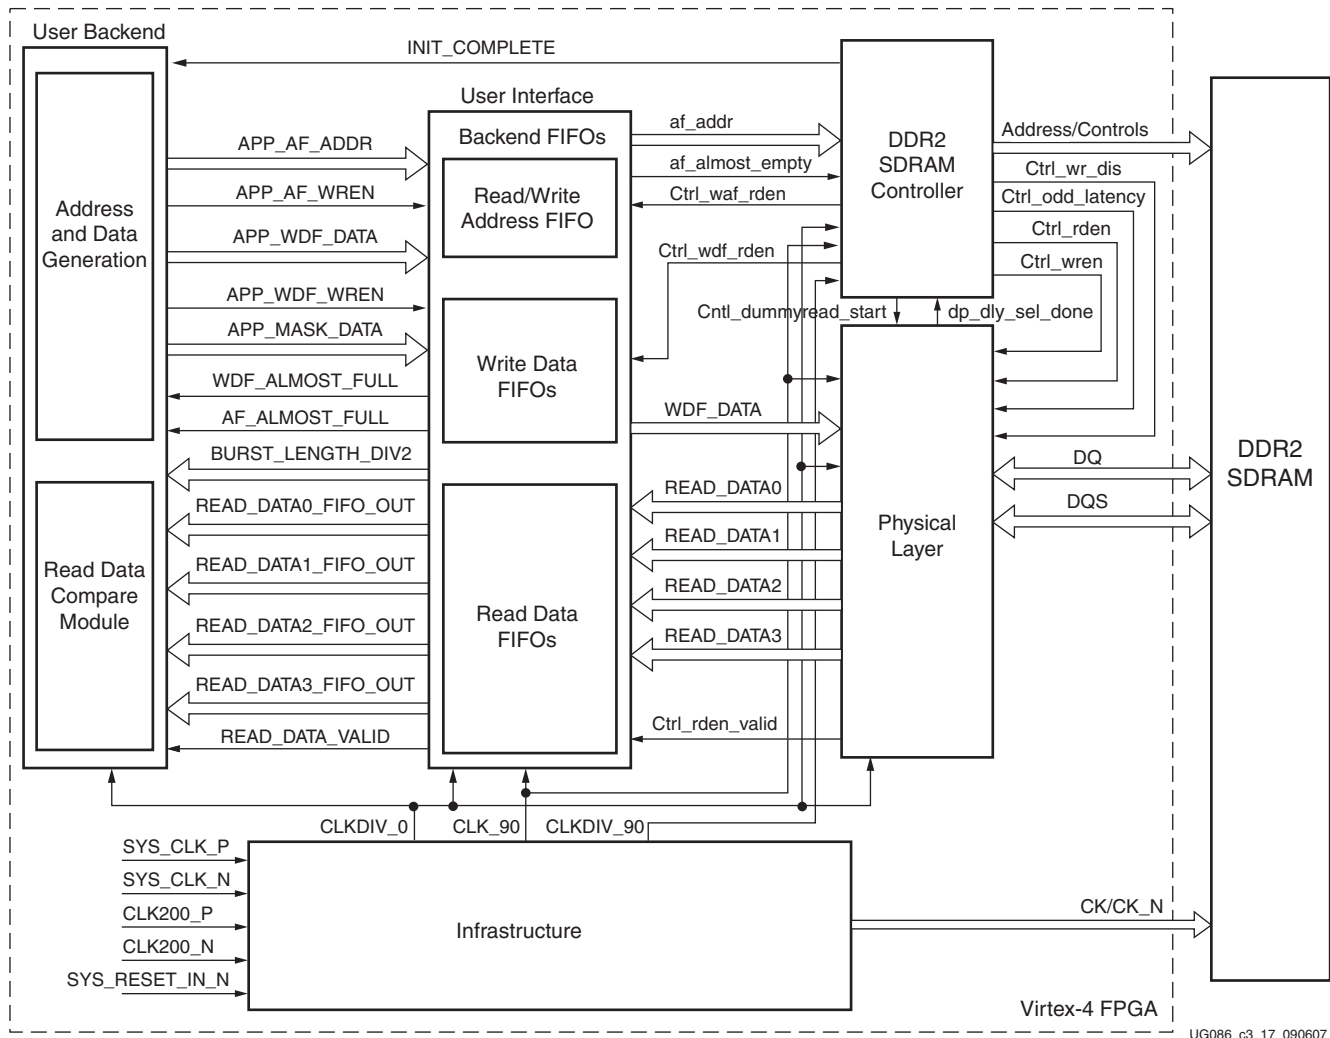 User Backend
INIT_COMPLETE
User Interface
Backend FIFOs
af_addr
DDR2
SDRAM
Controller
Address/Controls
APP_AF_ADDR
af_almost_empty
Ctrl_wr_dis
Address
and Data
Generation
APP_AF_WREN
Read/Write
Address FIFO
Ctrl_waf_rden
Ctrl_odd_latency
APP_WDF_DATA
Ctrl_wdf_rden
Ctrl_rden
Ctrl_wren
APP_WDF_WREN
Cntl_dummyread_start
dp_dly_sel_done
APP_MASK_DATA
Write Data
FIFOs
WDF_ALMOST_FULL
WDF_DATA
AF_ALMOST_FULL
BURST_LENGTH_DIV2
DQ
DDR2
SDRAM
READ_DATA0_FIFO_OUT
READ_DATA0
DQS
READ_DATA1
Physical
Layer
READ_DATA1_FIFO_OUT
Read Data
Compare
Module
READ_DATA2
Read Data
FIFOs
READ_DATA2_FIFO_OUT
READ_DATA3
READ_DATA3_FIFO_OUT
Ctrl_rden_valid
READ_DATA_VALID
CLKDIV_0
CLK_90
CLKDIV_90
SYS_CLK_P
SYS_CLK_N
CLK200_P
CLK200_N
SYS_RESET_IN_N
Infrastructure
CK/CK_N
Virtex-4 FPGA
UG086_c3_17_090607